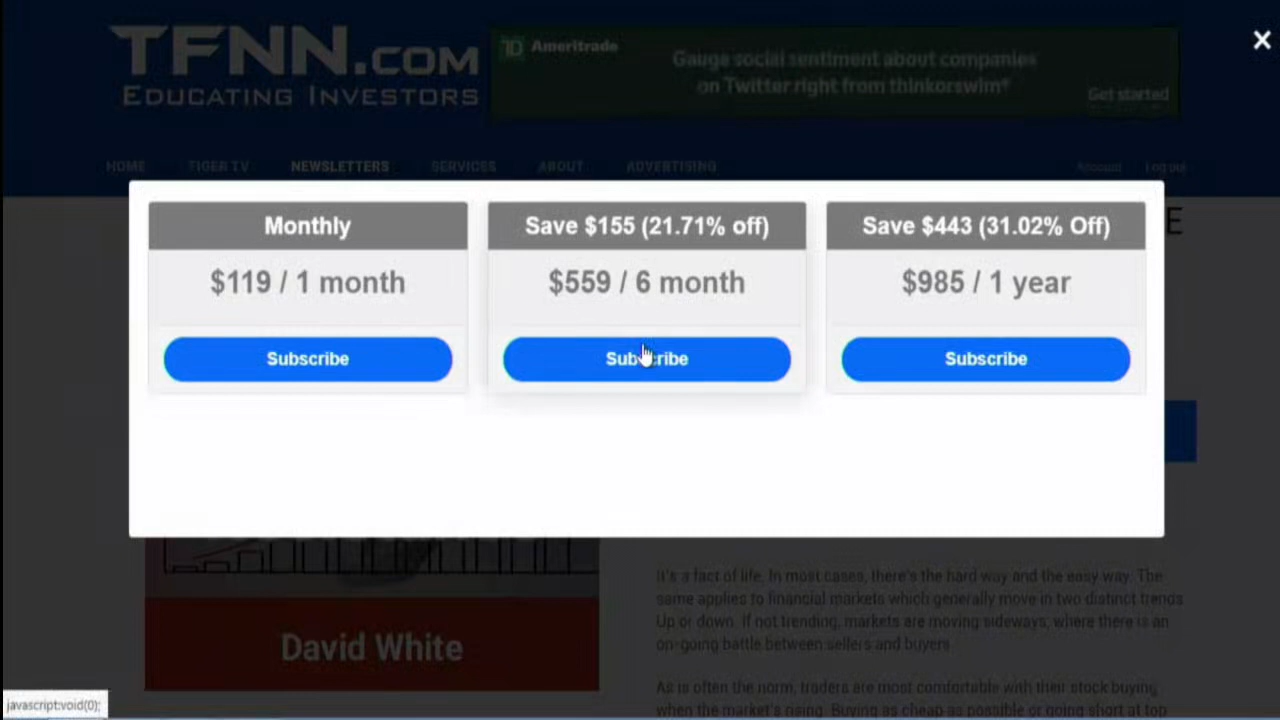 TFNN.COM
EDUCATING INVESTORS
TD Ameritrade
Gauge social sentiment about companies
on Twitter right from thinkorswim®
Get started
×
HOME TIGER TV NEWSLETTERS SERVICES ABOUT ADVERTISING Account Log out
E
Monthly
$119 / 1 month
Subscribe
Save $155 (21.71% off)
$559 / 6 month
Subscribe
Save $443 (31.02% Off)
$985 / 1 year
Subscribe
David White
It's a fact of life. In most cases, there's the hard way and the easy way. The
same applies to financial markets which generally move in two distinct trends
Up or down. If not trending, markets are moving sideways, where there is an
on-going battle between sellers and buyers.
As is often the norm, traders are most comfortable with their stock buying
when the market's rising. Buying as cheap as possible or going short at top
javascript:void(0);